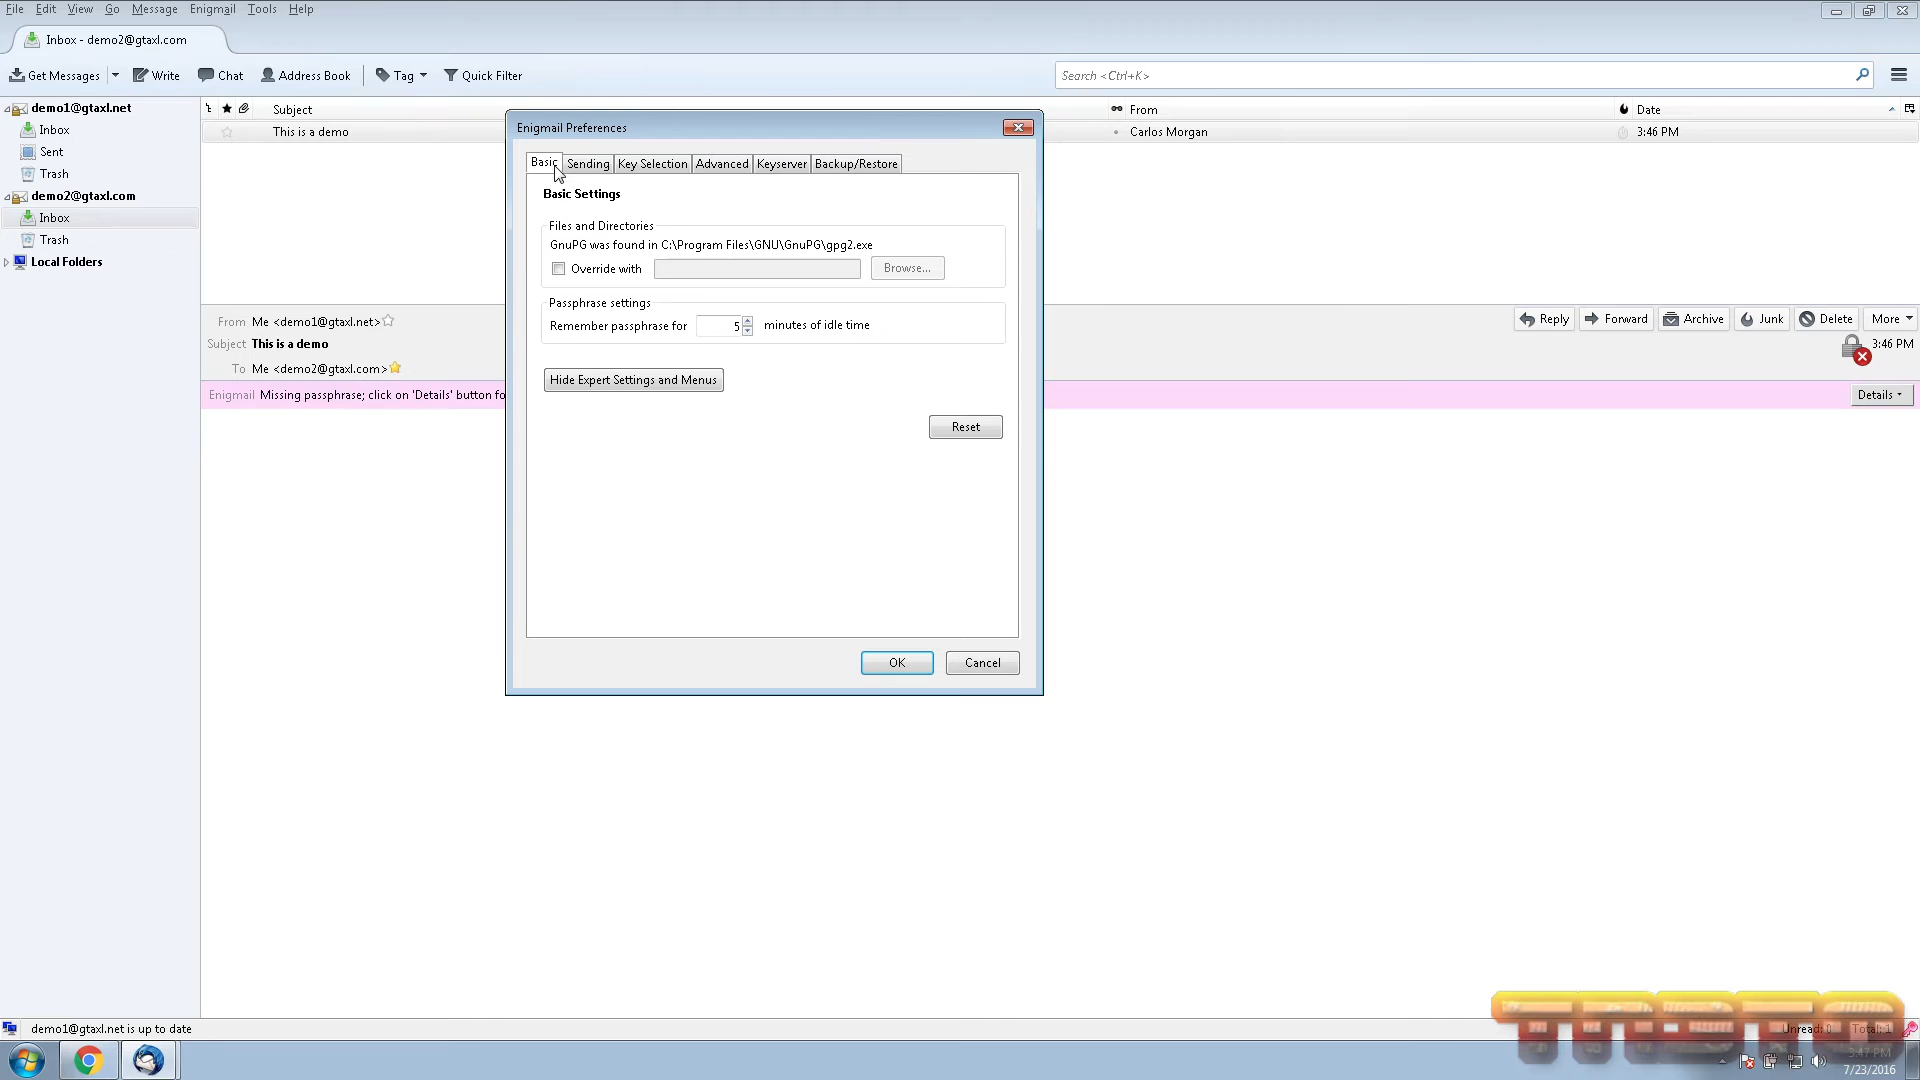 File Edit View Go Message Enigmail Tools Help
Inbox - demo2@gtaxl.com
Get Messages Write Chat Address Book Tag Quick Filter Search <Ctrl+K>
demo1@gtaxl.net
Inbox
Sent
Trash
demo2@gtaxl.com
Inbox
Trash
Local Folders
Subject From Date
This is a demo Carlos Morgan 3:46 PM
Enigmail Preferences
Basic Sending Key Selection Advanced Keyserver Backup/Restore
Basic Settings
Files and Directories
GnuPG was found in C:\Program Files\GNU\GnuPG\gpg2.exe
Override with Browse...
Passphrase settings
Remember passphrase for 5 minutes of idle time
Hide Expert Settings and Menus
Reset
OK Cancel
From Me <demo1@gtaxl.net> Reply Forward Archive Junk Delete More
Subject This is a demo 3:46 PM
To Me <demo2@gtaxl.com>
Enigmail Missing passphrase; click on 'Details' button fo Details
demo1@gtaxl.net is up to date Unread: 0 Total: 1
3:47 PM
7/23/2016